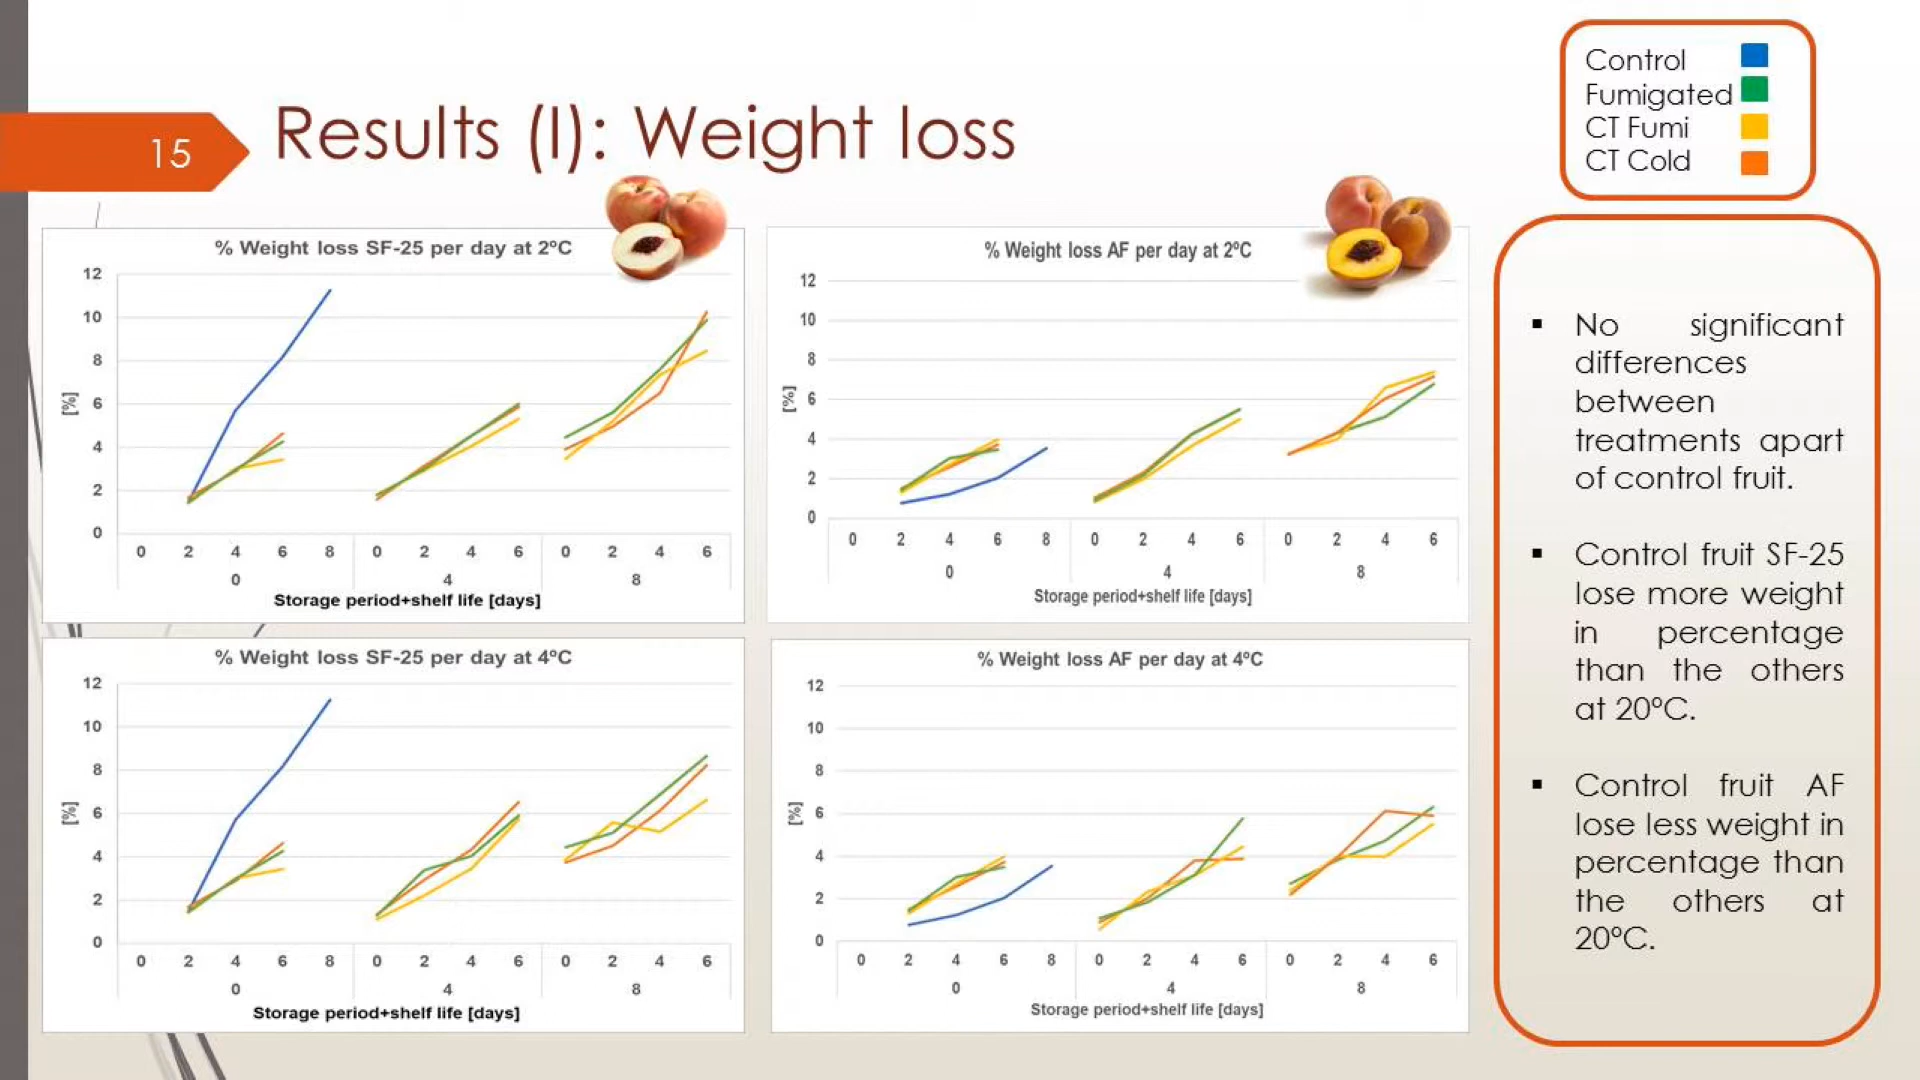 15
Results (I): Weight loss
Control
Fumigated
CT Fumi
CT Cold
% Weight loss SF-25 per day at 2ºC
12
10
8
6
4
2
0
[%]
0 2 4 6 8 0 2 4 6 0 2 4 6
0 4 8
Storage period+shelf life [days]
% Weight loss AF per day at 2ºC
12
10
8
6
4
2
0
[%]
0 2 4 6 8 0 2 4 6 0 2 4 6
0 4 8
Storage period+shelf life [days]
% Weight loss SF-25 per day at 4ºC
12
10
8
6
4
2
0
[%]
0 2 4 6 8 0 2 4 6 0 2 4 6
0 4 8
Storage period+shelf life [days]
% Weight loss AF per day at 4ºC
12
10
8
6
4
2
0
[%]
0 2 4 6 8 0 2 4 6 0 2 4 6
0 4 8
Storage period+shelf life [days]
▪ No significant
differences
between
treatments apart
of control fruit.
▪ Control fruit SF-25
lose more weight
in percentage
than the others
at 20ºC.
▪ Control fruit AF
lose less weight in
percentage than
the others at
20ºC.